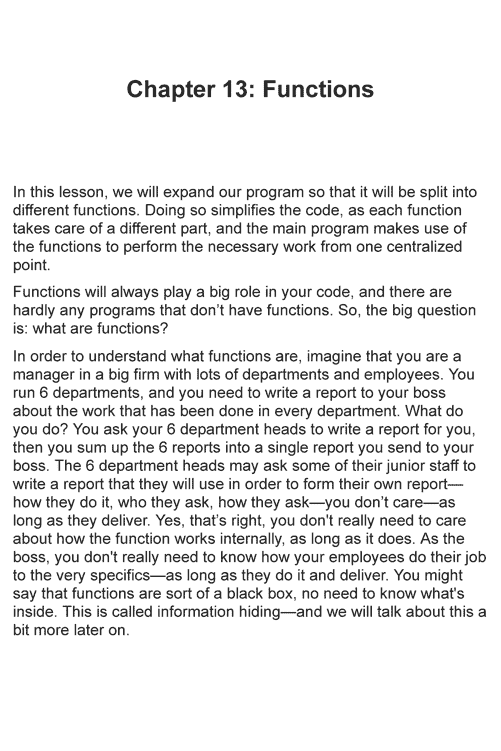 Chapter 13: Functions
In this lesson, we will expand our program so that it will be split into
different functions. Doing so simplifies the code, as each function
takes care of a different part, and the main program makes use of
the functions to perform the necessary work from one centralized
point.
Functions will always play a big role in your code, and there are
hardly any programs that don’t have functions. So, the big question
is: what are functions?
In order to understand what functions are, imagine that you are a
manager in a big firm with lots of departments and employees. You
run 6 departments, and you need to write a report to your boss
about the work that has been done in every department. What do
you do? You ask your 6 department heads to write a report for you,
then you sum up the 6 reports into a single report you send to your
boss. The 6 department heads may ask some of their junior staff to
write a report that they will use in order to form their own report—
how they do it, who they ask, how they ask—you don’t care—as
long as they deliver. Yes, that’s right, you don't really need to care
about how the function works internally, as long as it does. As the
boss, you don't really need to know how your employees do their job
to the very specifics—as long as they do it and deliver. You might
say that functions are sort of a black box, no need to know what's
inside. This is called information hiding—and we will talk about this a
bit more later on.